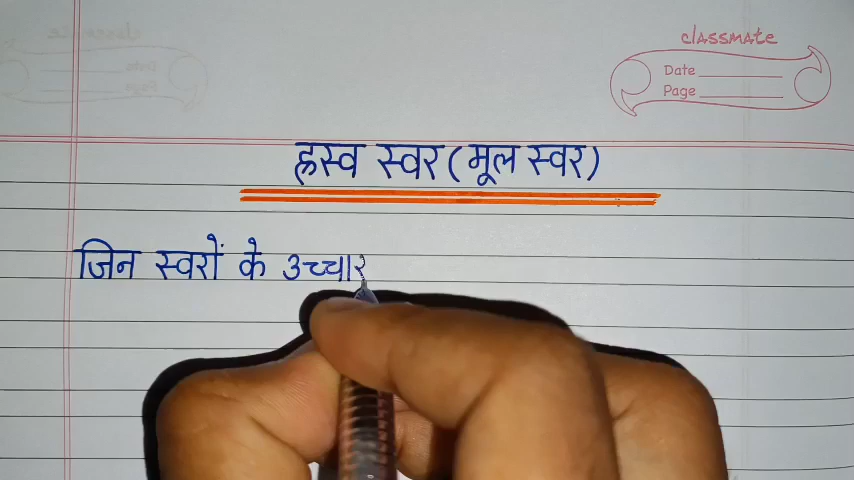 classmate
Date
Page
ह्रस्व स्वर (मूल स्वर)
जिन स्वरों के उच्चार